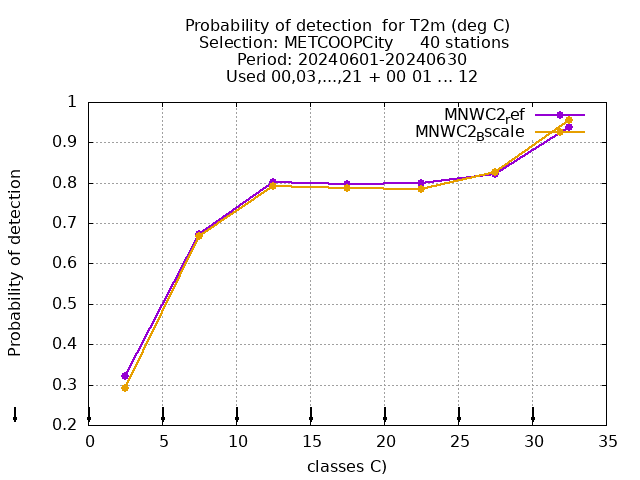 Probability of detection  for T2m (deg C)
Selection: METCOOPCity     40 stations
Period: 20240601-20240630
Used 00,03,...,21 + 00 01 ... 12
MNWC2ref
MNWC2Bscale
Probability of detection
1
0.9
0.8
0.7
0.6
0.5
0.4
0.3
0.2
0 5 10 15 20 25 30 35
classes C)